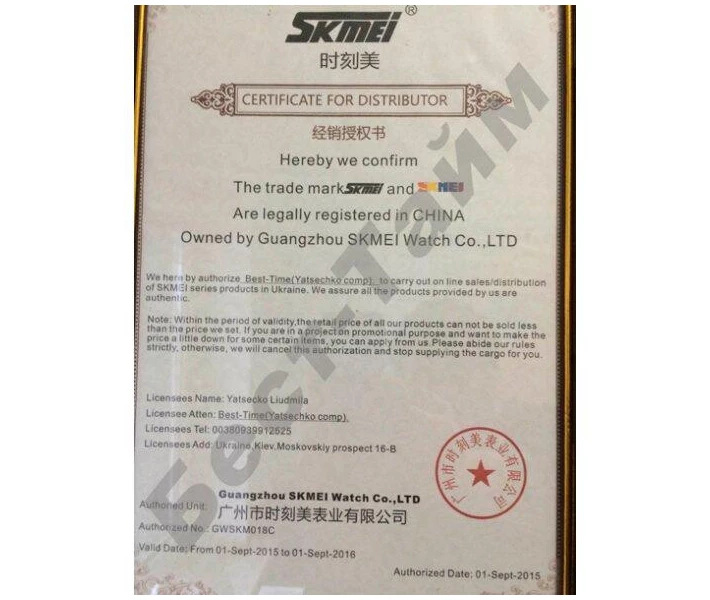 SKMEI®
时刻美
CERTIFICATE FOR DISTRIBUTOR
经销授权书
Hereby we confirm
The trade mark SKMEI and SKMEI
Are legally registered in CHINA
Owned by Guangzhou SKMEI Watch Co.,LTD
We here by authorize Best-Time(Yatsechko comp). to carry out on line sales/distribution
of SKMEI series products in Ukraine. We assure all the products provided by us are
authentic.
Note: Within the period of validity,the retail price of all our products can not be sold less
than the price we set. If you are in a project on promotional purpose and want to make the
price a little down for some certain items, you can apply from us.Please abide our rules
strictly, otherwise, we will cancel this authorization and stop supplying the cargo for you.
Licensees Name: Yatsecko Liudmila
Licensee Atten: Best-Time(Yatsechko comp).
Licensees Tel: 00380939912525
Licensees Add: Ukraine,Kiev,Moskovskiy prospect 16-B
广州市时刻美表业有限公司
Guangzhou SKMEI Watch Co.,LTD
Authoried Unit: 广州市时刻美表业有限公司
Authorized No.: GWSKM018C
Valid Date: From 01-Sept-2015 to 01-Sept-2016
Authorized Date: 01-Sept-2015
Бест-Тайм